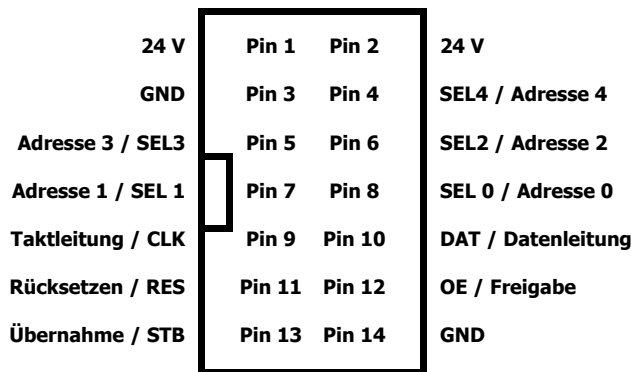 24 V Pin 1 Pin 2 24 V
GND Pin 3 Pin 4 SEL4 / Adresse 4
Adresse 3 / SEL3 Pin 5 Pin 6 SEL2 / Adresse 2
Adresse 1 / SEL 1 Pin 7 Pin 8 SEL 0 / Adresse 0
Taktleitung / CLK Pin 9 Pin 10 DAT / Datenleitung
Rücksetzen / RES Pin 11 Pin 12 OE / Freigabe
Übernahme / STB Pin 13 Pin 14 GND